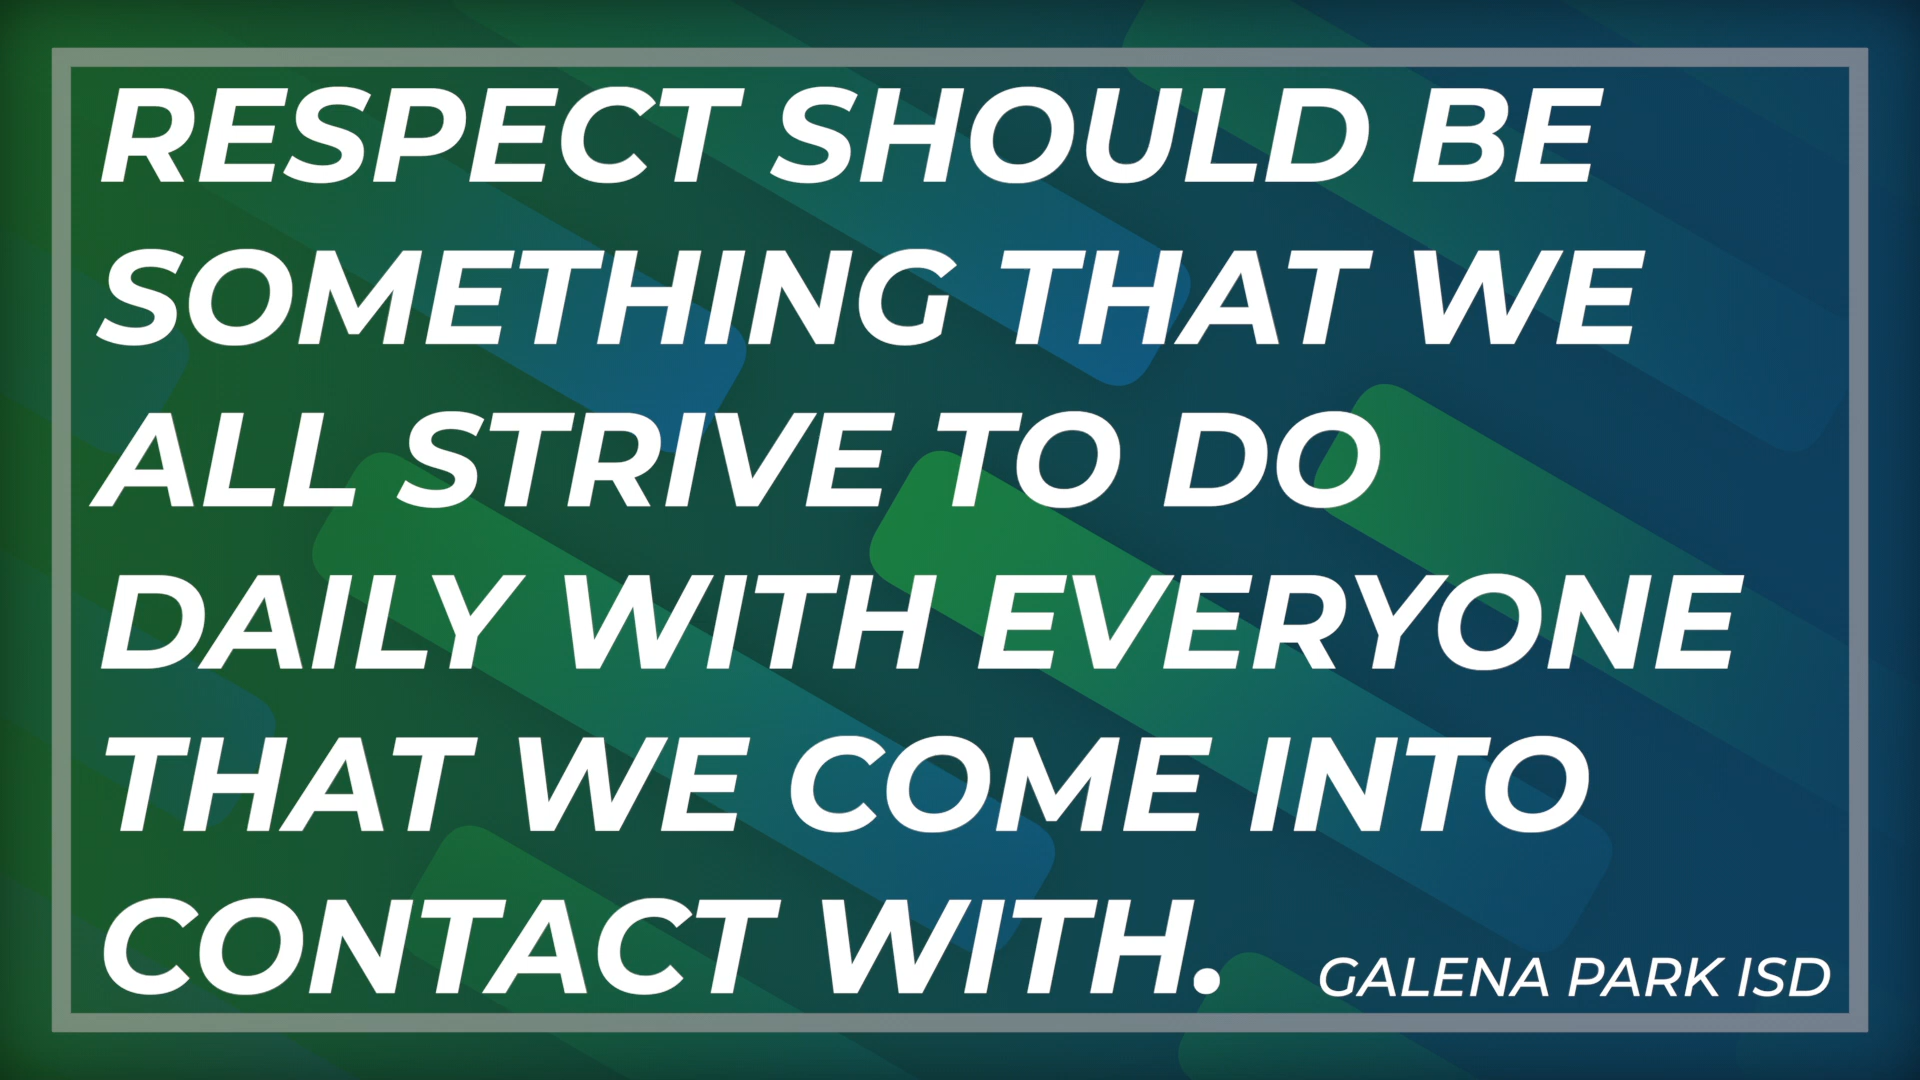 RESPECT SHOULD BE
SOMETHING THAT WE
ALL STRIVE TO DO
DAILY WITH EVERYONE
THAT WE COME INTO
CONTACT WITH.
GALENA PARK ISD